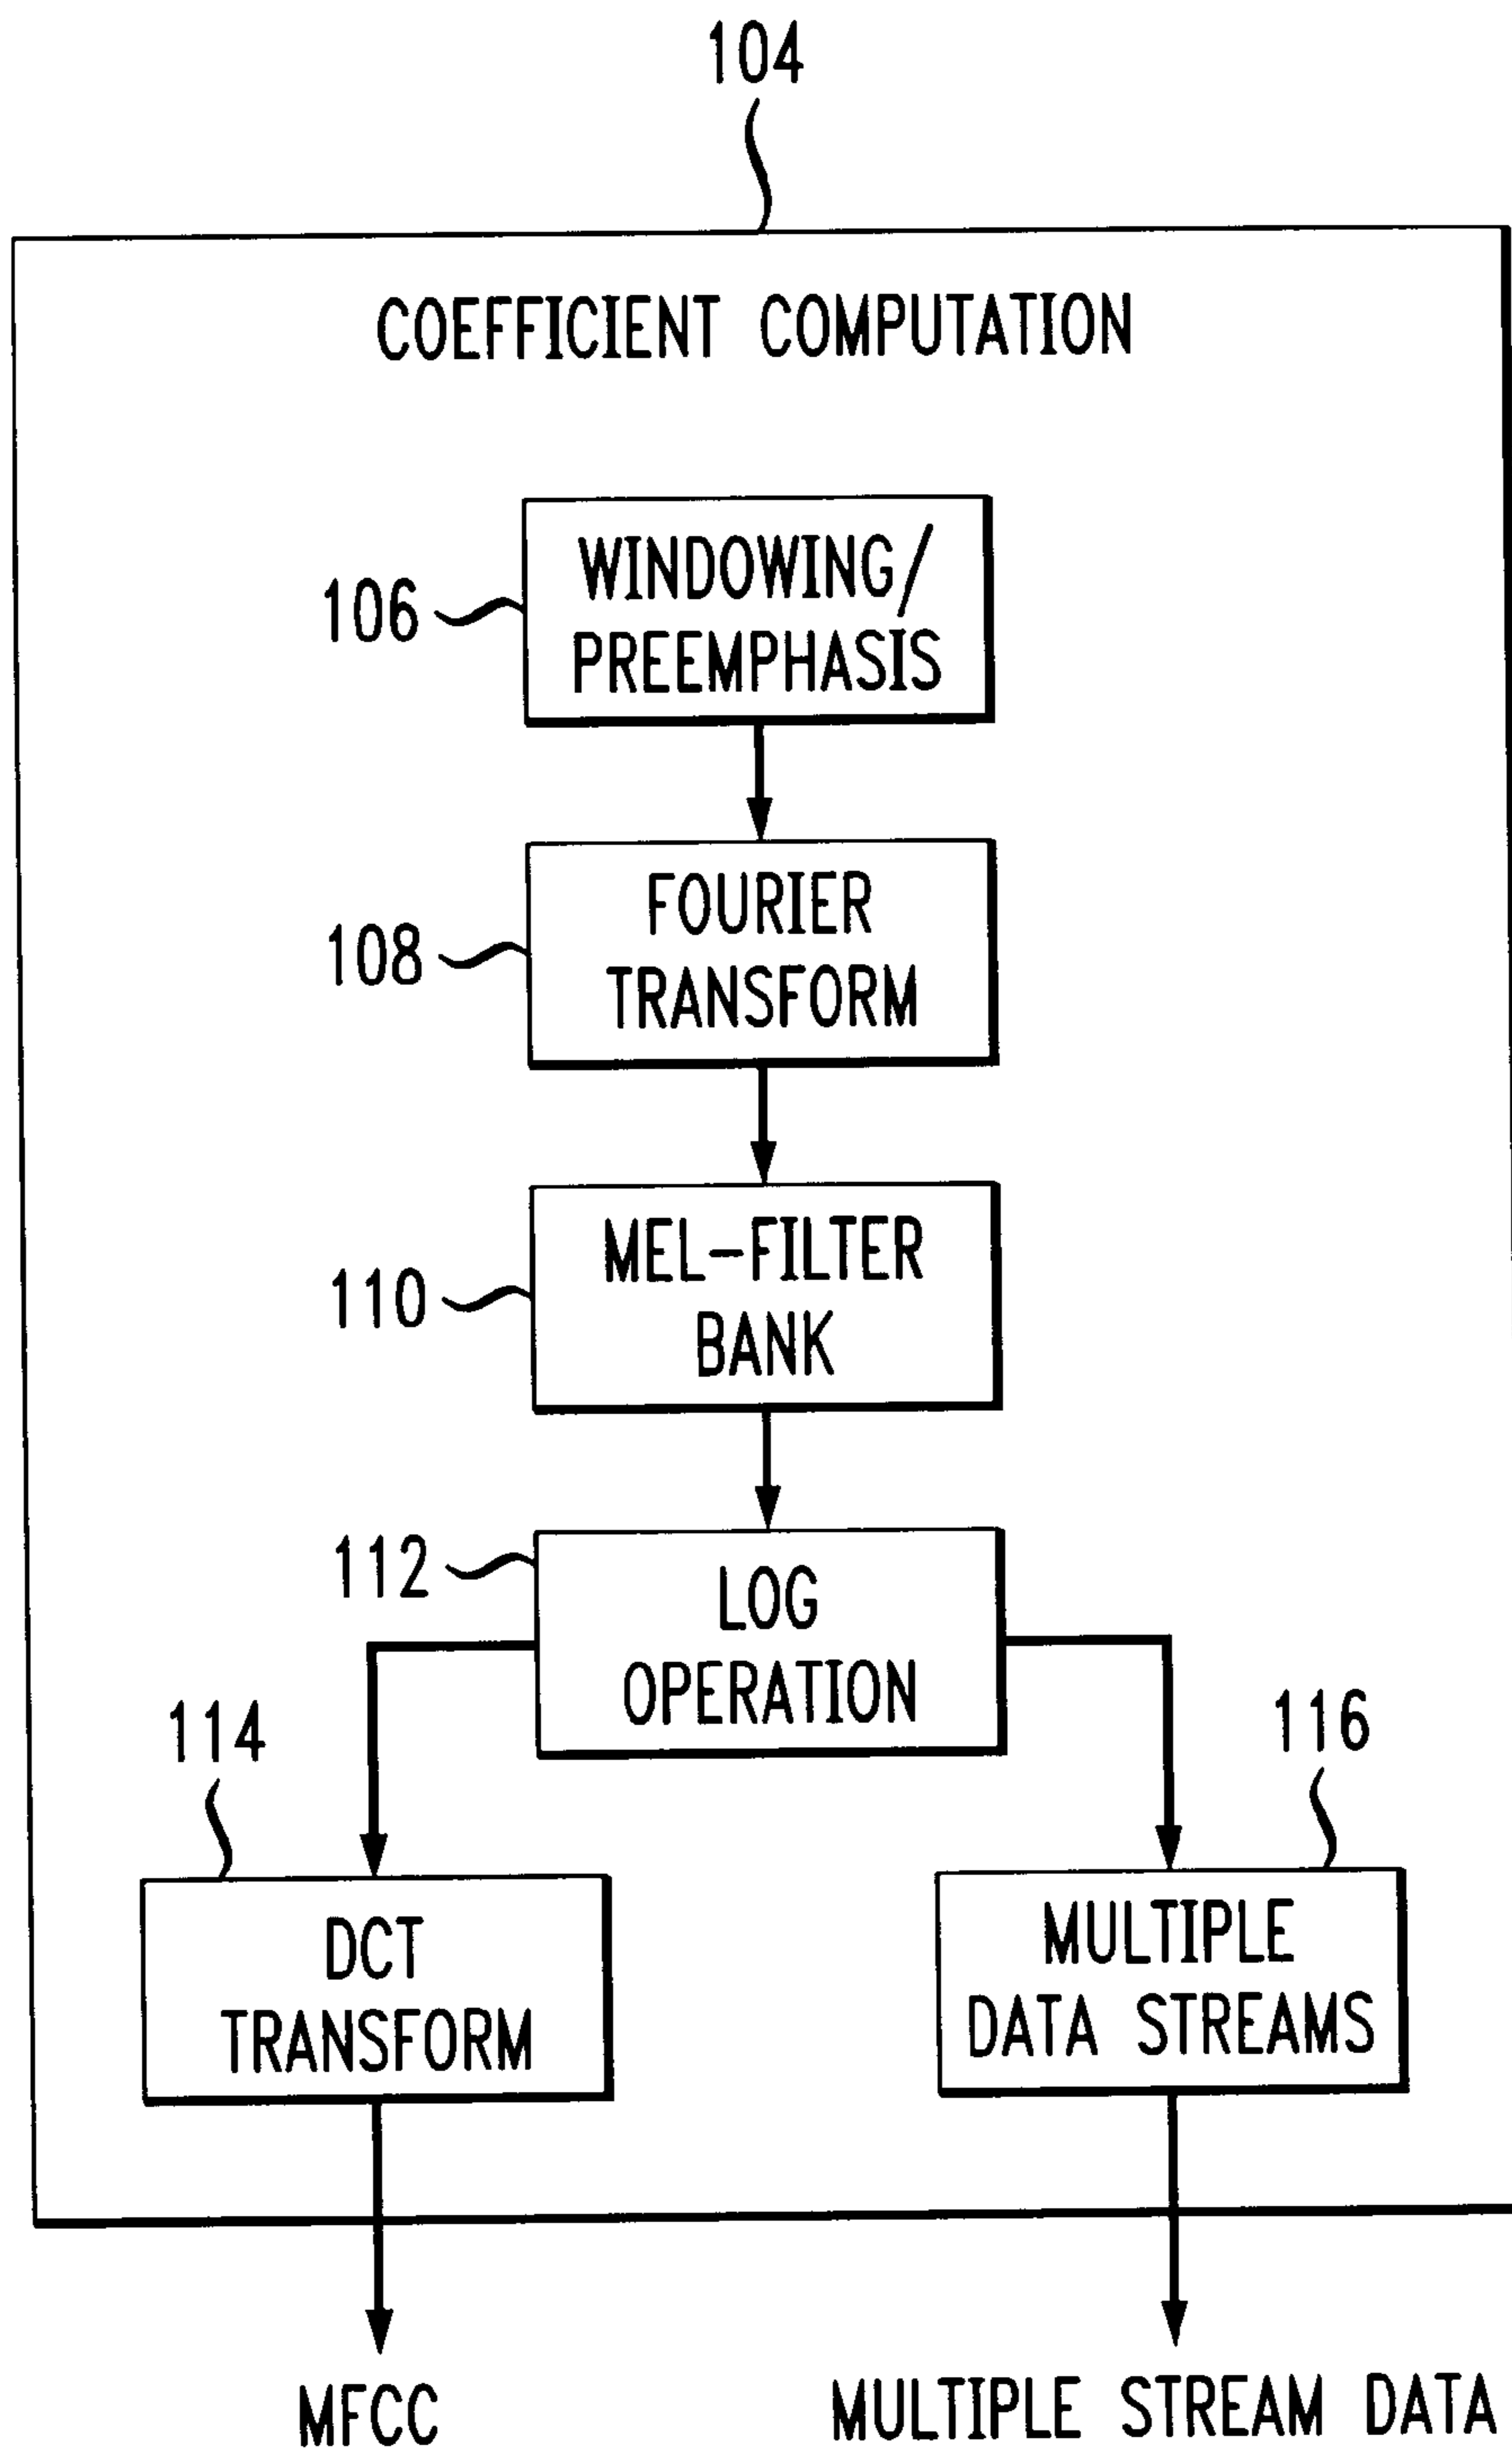 104
COEFFICIENT COMPUTATION
106
WINDOWING/
PREEMPHASIS
108
FOURIER
TRANSFORM
110
MEL-FILTER
BANK
112
LOG
OPERATION
114
116
DCT
TRANSFORM
MULTIPLE
DATA STREAMS
MFCC
MULTIPLE STREAM DATA